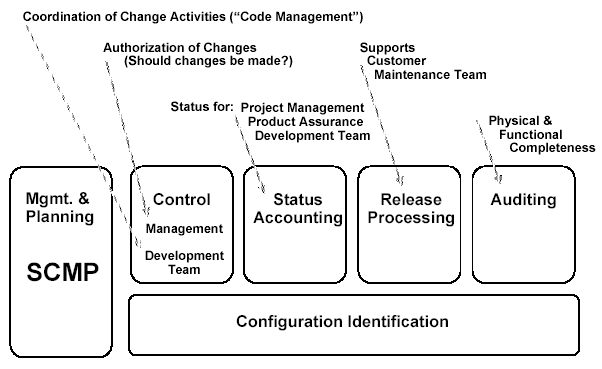 Coordination of Change Activities (“Code Management”)
Authorization of Changes
(Should changes be made?)
Supports
Customer
Maintenance Team
Status for: Project Management
Product Assurance
Development Team
Physical &
Functional
Completeness
Mgmt. &
Planning
SCMP
Control
Management
Development
Team
Status
Accounting
Release
Processing
Auditing
Configuration Identification